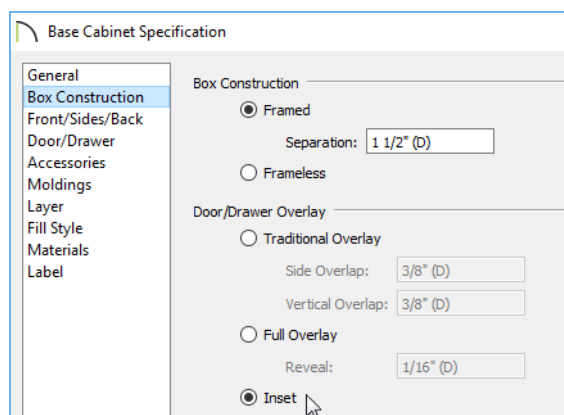 Base Cabinet Specification
General
Box Construction
Front/Sides/Back
Door/Drawer
Accessories
Moldings
Layer
Fill Style
Materials
Label
Box Construction
Framed
Separation: 1 1/2" (D)
Frameless
Door/Drawer Overlay
Traditional Overlay
Side Overlap: 3/8" (D)
Vertical Overlap: 3/8" (D)
Full Overlay
Reveal: 1/16" (D)
Inset